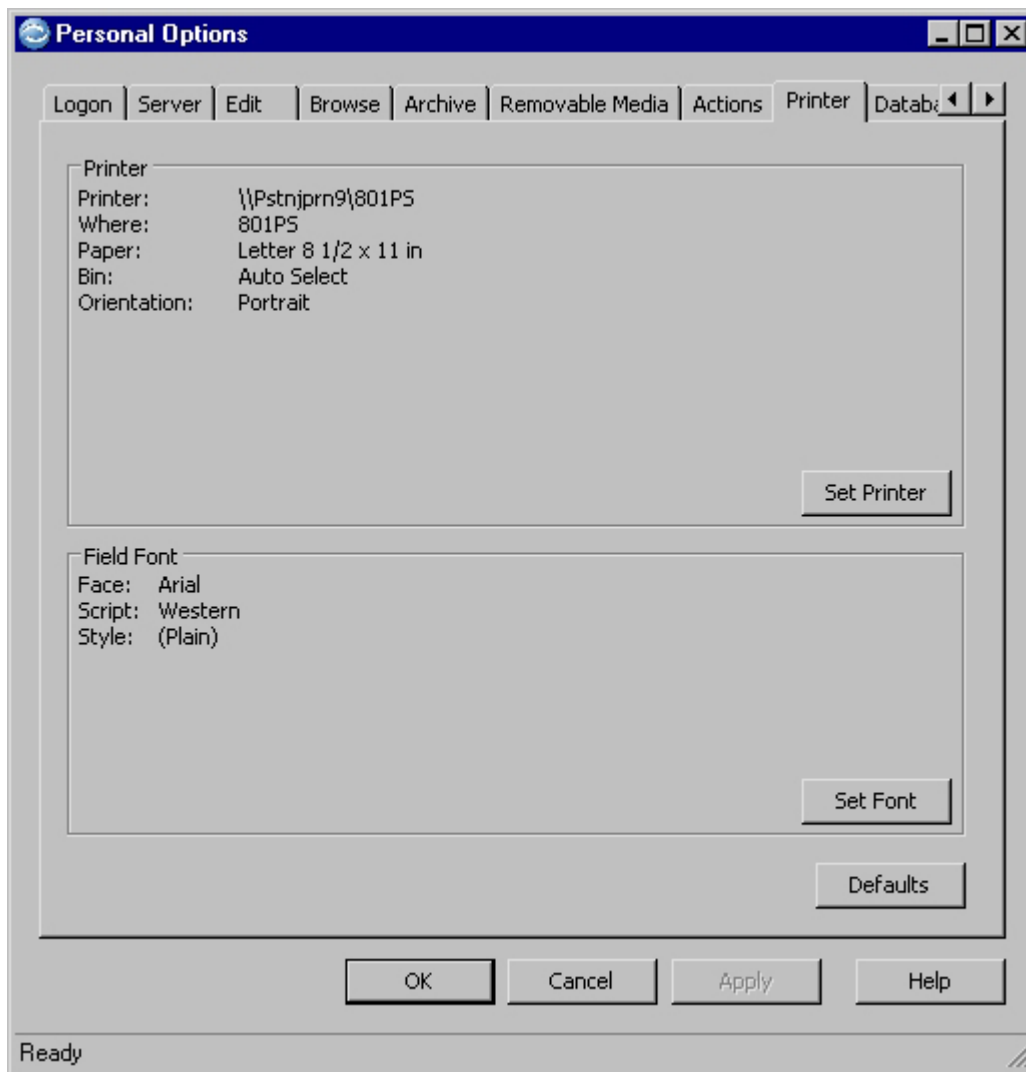 Personal Options
Logon Server Edit Browse Archive Removable Media Actions Printer Databa
Printer
Printer: \\Pstnjprn9\801PS
Where: 801PS
Paper: Letter 8 1/2 x 11 in
Bin: Auto Select
Orientation: Portrait
Set Printer
Field Font
Face: Arial
Script: Western
Style: (Plain)
Set Font
Defaults
OK Cancel Apply Help
Ready